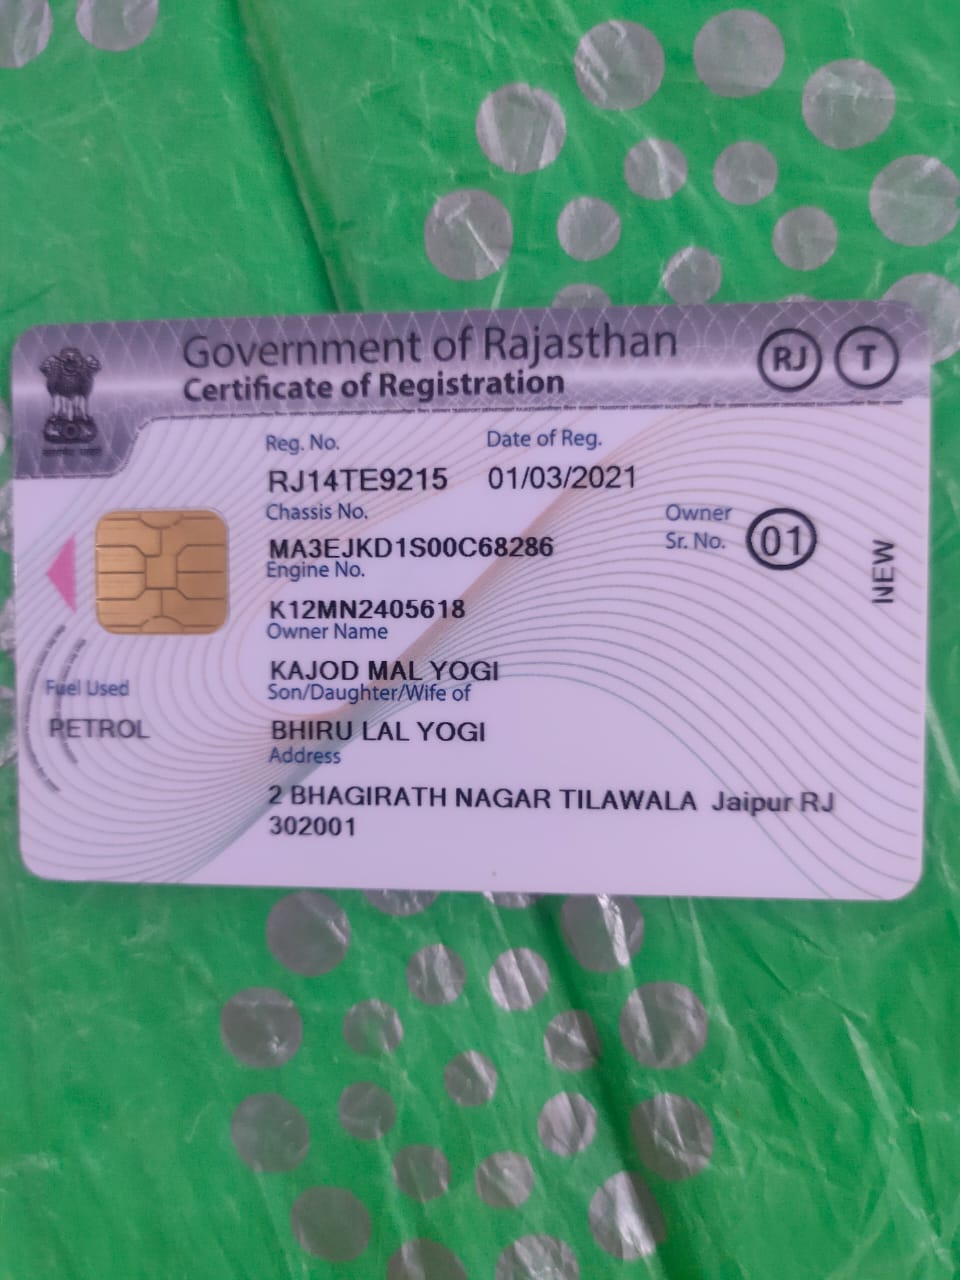 Government of Rajasthan
Certificate of Registration
RJ T
Reg. No. Date of Reg.
RJ14TE9215 01/03/2021
Chassis No.
MA3EJKD1S00C68286
Owner
Sr. No. 01
NEW
Engine No.
K12MN2405618
Owner Name
KAJOD MAL YOGI
Son/Daughter/Wife of
BHIRU LAL YOGI
Fuel Used
PETROL
Address
2 BHAGIRATH NAGAR TILAWALA Jaipur RJ
302001